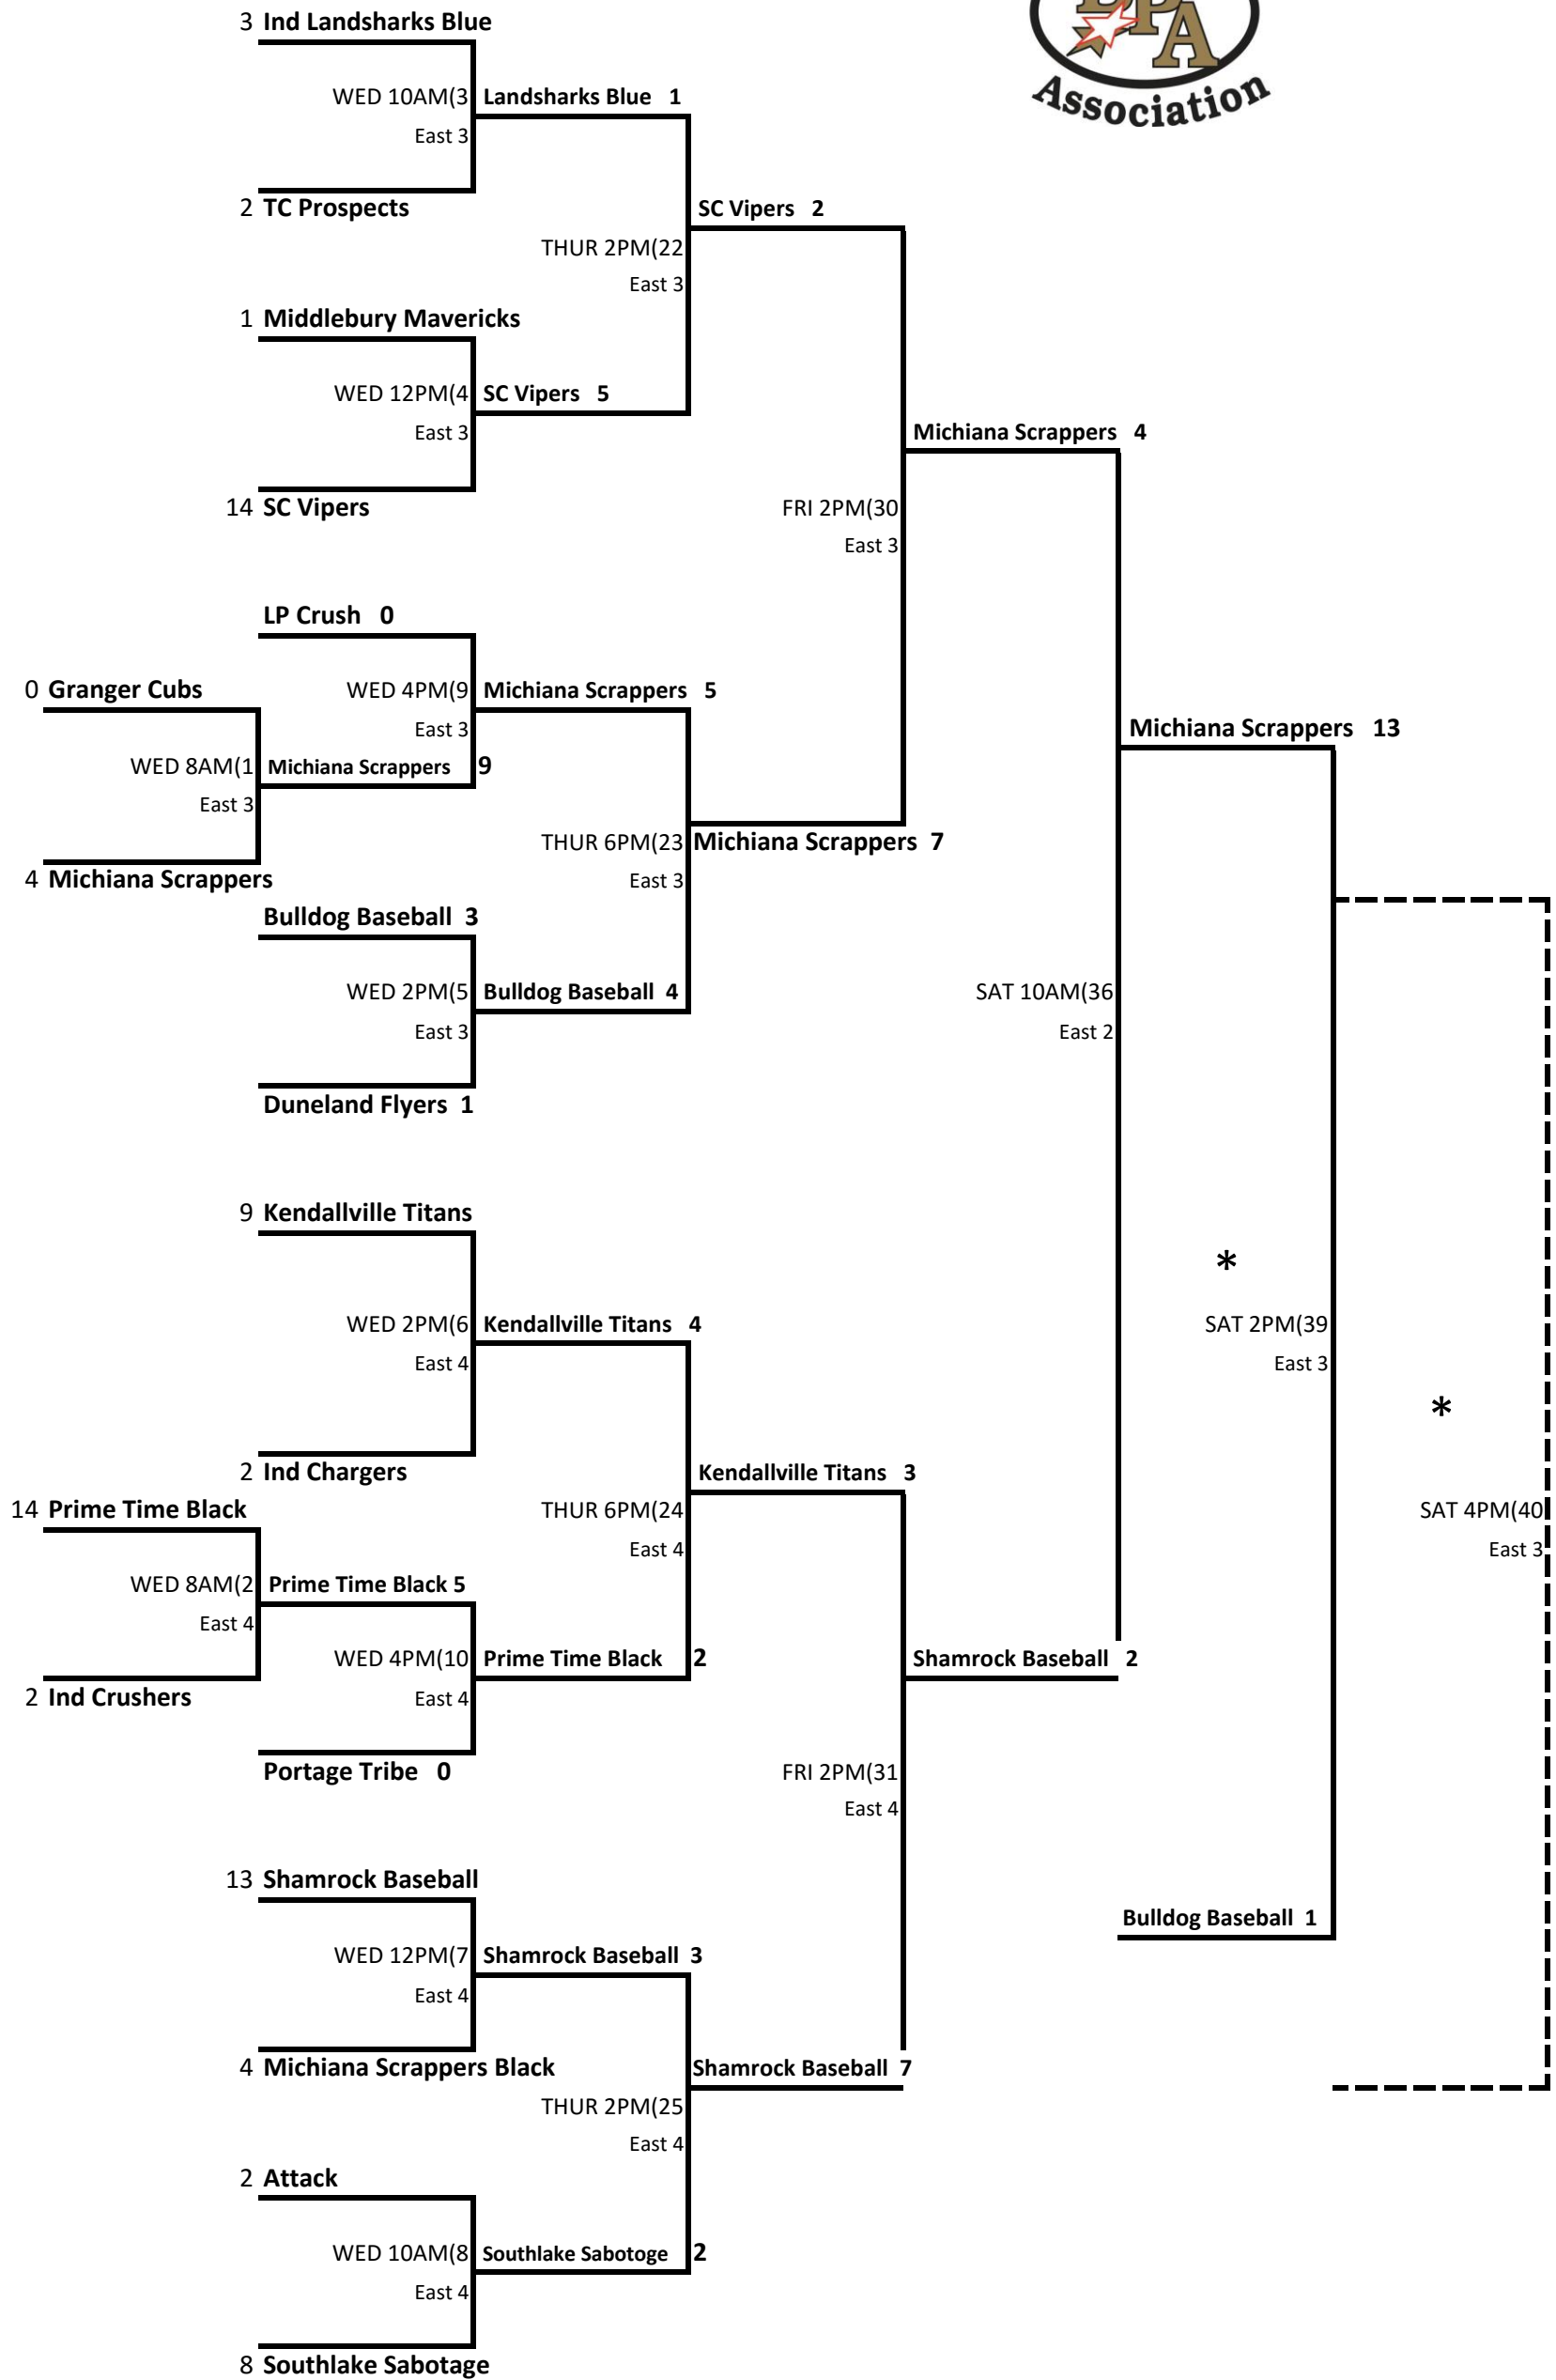 BPA
Association
3 Ind Landsharks Blue
WED 10AM(3 Landsharks Blue 1
East 3
2 TC Prospects
SC Vipers 2
THUR 2PM(22
East 3
1 Middlebury Mavericks
WED 12PM(4 SC Vipers 5
East 3
Michiana Scrappers 4
14 SC Vipers
FRI 2PM(30
East 3
LP Crush 0
0 Granger Cubs
WED 4PM(9 Michiana Scrappers 5
East 3
Michiana Scrappers 13
WED 8AM(1 Michiana Scrappers 9
East 3
THUR 6PM(23 Michiana Scrappers 7
East 3
4 Michiana Scrappers
Bulldog Baseball 3
WED 2PM(5 Bulldog Baseball 4
SAT 10AM(36
East 3
East 2
Duneland Flyers 1
9 Kendallville Titans
*
WED 2PM(6 Kendallville Titans 4
SAT 2PM(39
East 4
East 3
*
2 Ind Chargers
Kendallville Titans 3
14 Prime Time Black
THUR 6PM(24
SAT 4PM(40
East 4
East 3
WED 8AM(2 Prime Time Black 5
East 4
WED 4PM(10 Prime Time Black 2
Shamrock Baseball 2
2 Ind Crushers
East 4
Portage Tribe 0
FRI 2PM(31
East 4
13 Shamrock Baseball
Bulldog Baseball 1
WED 12PM(7 Shamrock Baseball 3
East 4
4 Michiana Scrappers Black
Shamrock Baseball 7
THUR 2PM(25
East 4
2 Attack
WED 10AM(8 Southlake Sabotoge 2
East 4
8 Southlake Sabotage